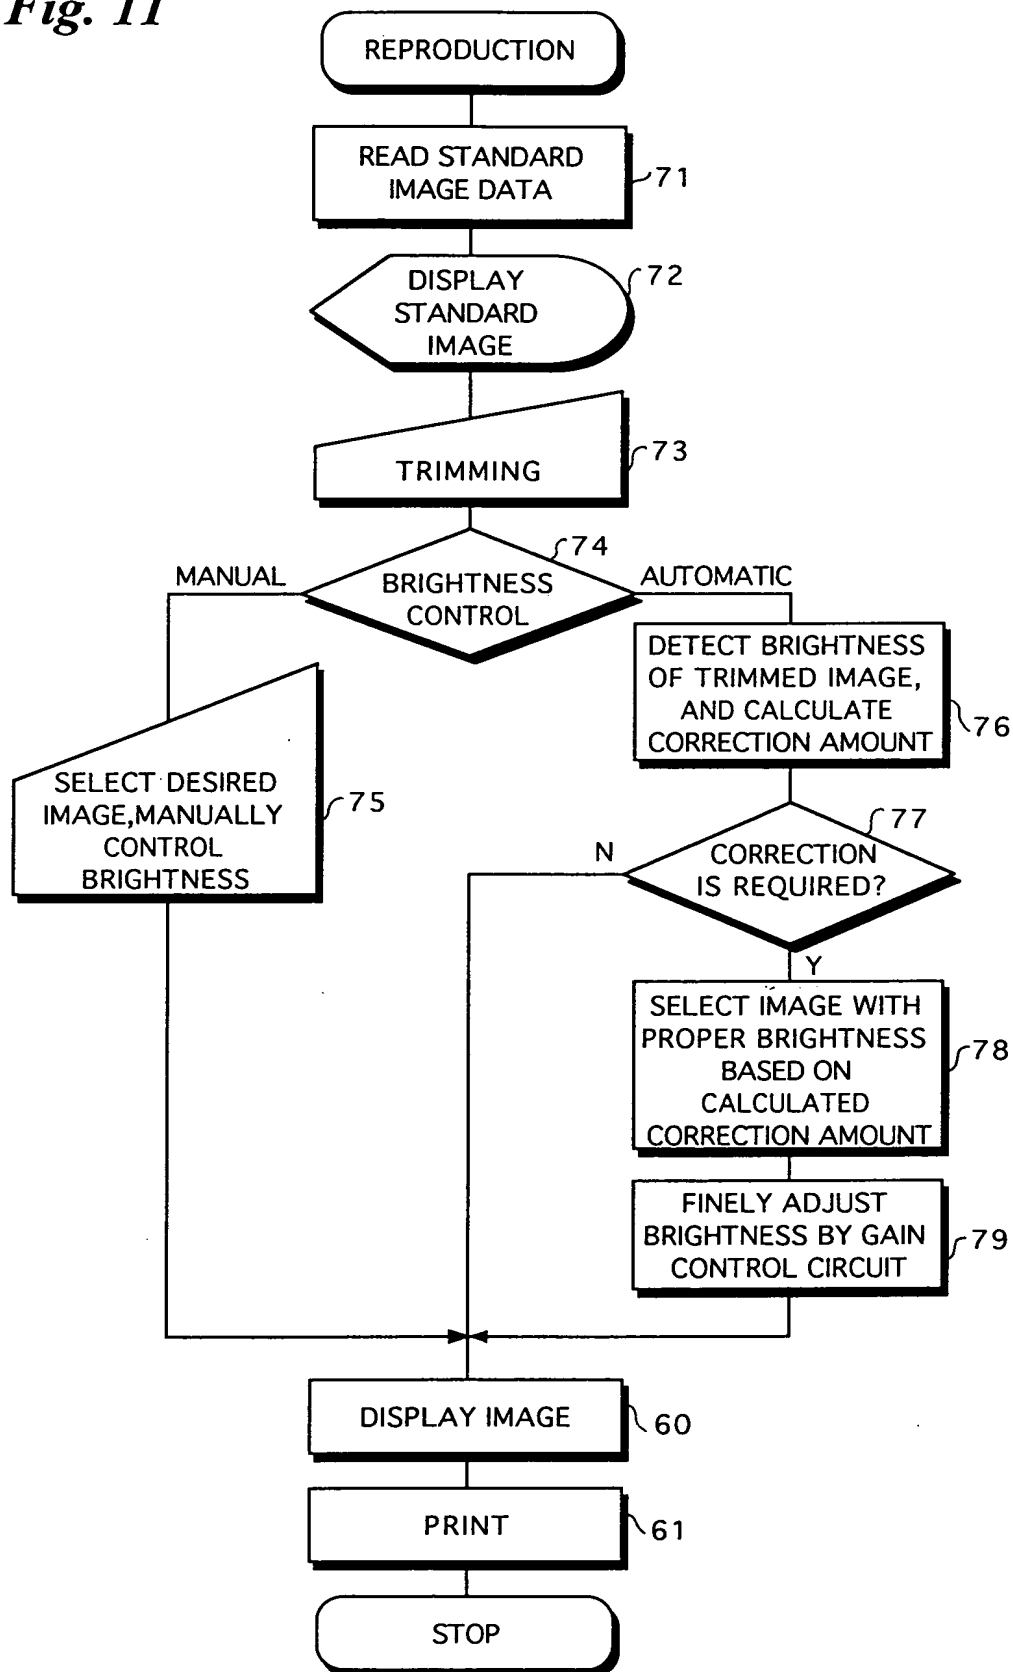 Fig. 11
REPRODUCTION
READ STANDARD
IMAGE DATA
71
DISPLAY
STANDARD
IMAGE
72
TRIMMING
73
BRIGHTNESS
CONTROL
74
MANUAL
AUTOMATIC
SELECT DESIRED
IMAGE,MANUALLY
CONTROL
BRIGHTNESS
75
DETECT BRIGHTNESS
OF TRIMMED IMAGE,
AND CALCULATE
CORRECTION AMOUNT
76
CORRECTION
IS REQUIRED?
77
N
Y
SELECT IMAGE WITH
PROPER BRIGHTNESS
BASED ON
CALCULATED
CORRECTION AMOUNT
78
FINELY ADJUST
BRIGHTNESS BY GAIN
CONTROL CIRCUIT
79
DISPLAY IMAGE
60
PRINT
61
STOP